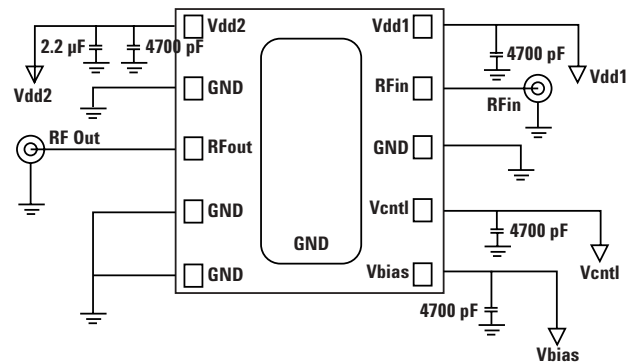 Vdd2
Vdd1
2.2 µF
4700 pF
4700 pF
Vdd2
GND
RFin
Vdd1
RFin
RF Out
RFout
GND
GND
Vcntl
4700 pF
GND
Vcntl
GND
Vbias
4700 pF
Vbias